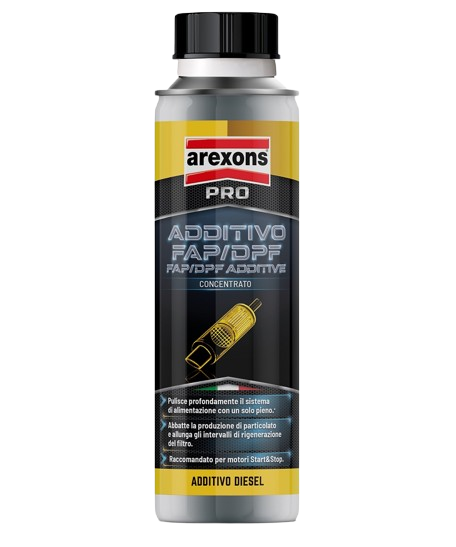 arexons
PRO
ADDITIVO
FAP/DPF
FAP/DPF ADDITIVE
CONCENTRATO
Pulisce profondamente il sistema
di alimentazione con un solo pieno.
Abbatte la produzione di particolato
e allunga gli intervalli di rigenerazione
del filtro.
Raccomandato per motori Start&Stop.
ADDITIVO DIESEL